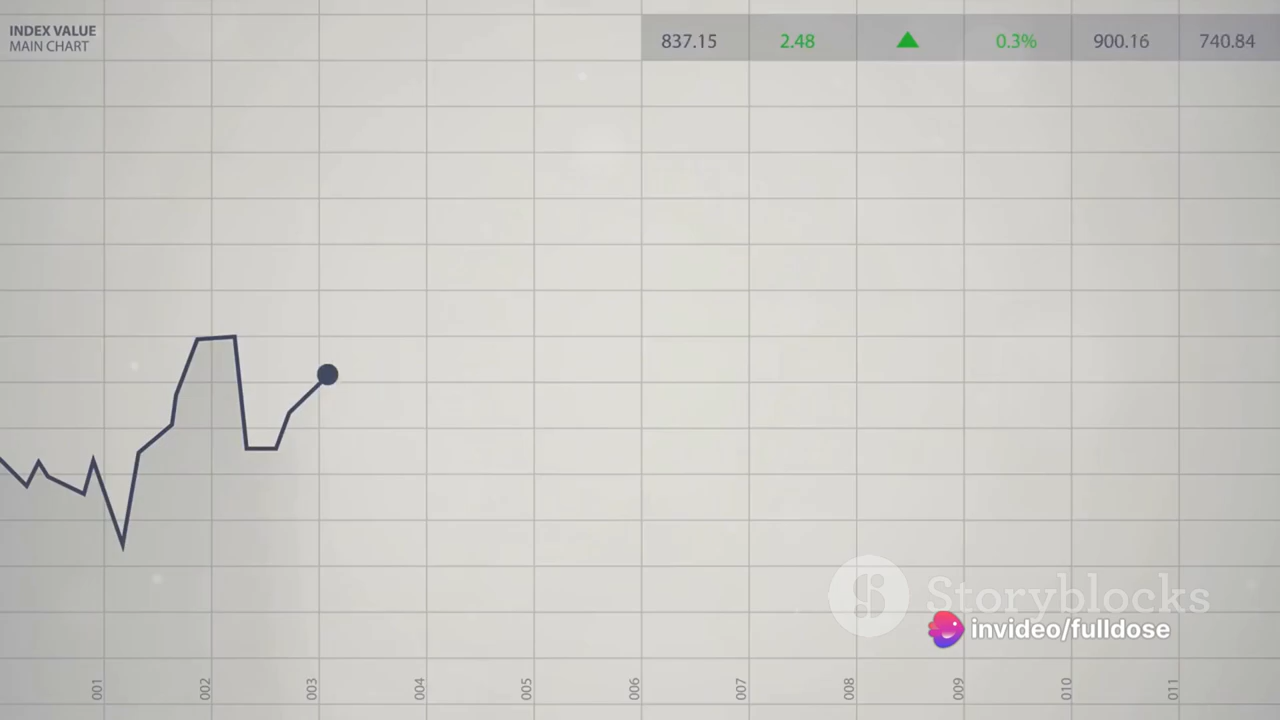 INDEX VALUE
MAIN CHART
837.15 2.48 0.3% 900.16 740.84
Storyblocks
invideo/fulldose
001 002 003 004 005 006 007 008 009 010 011